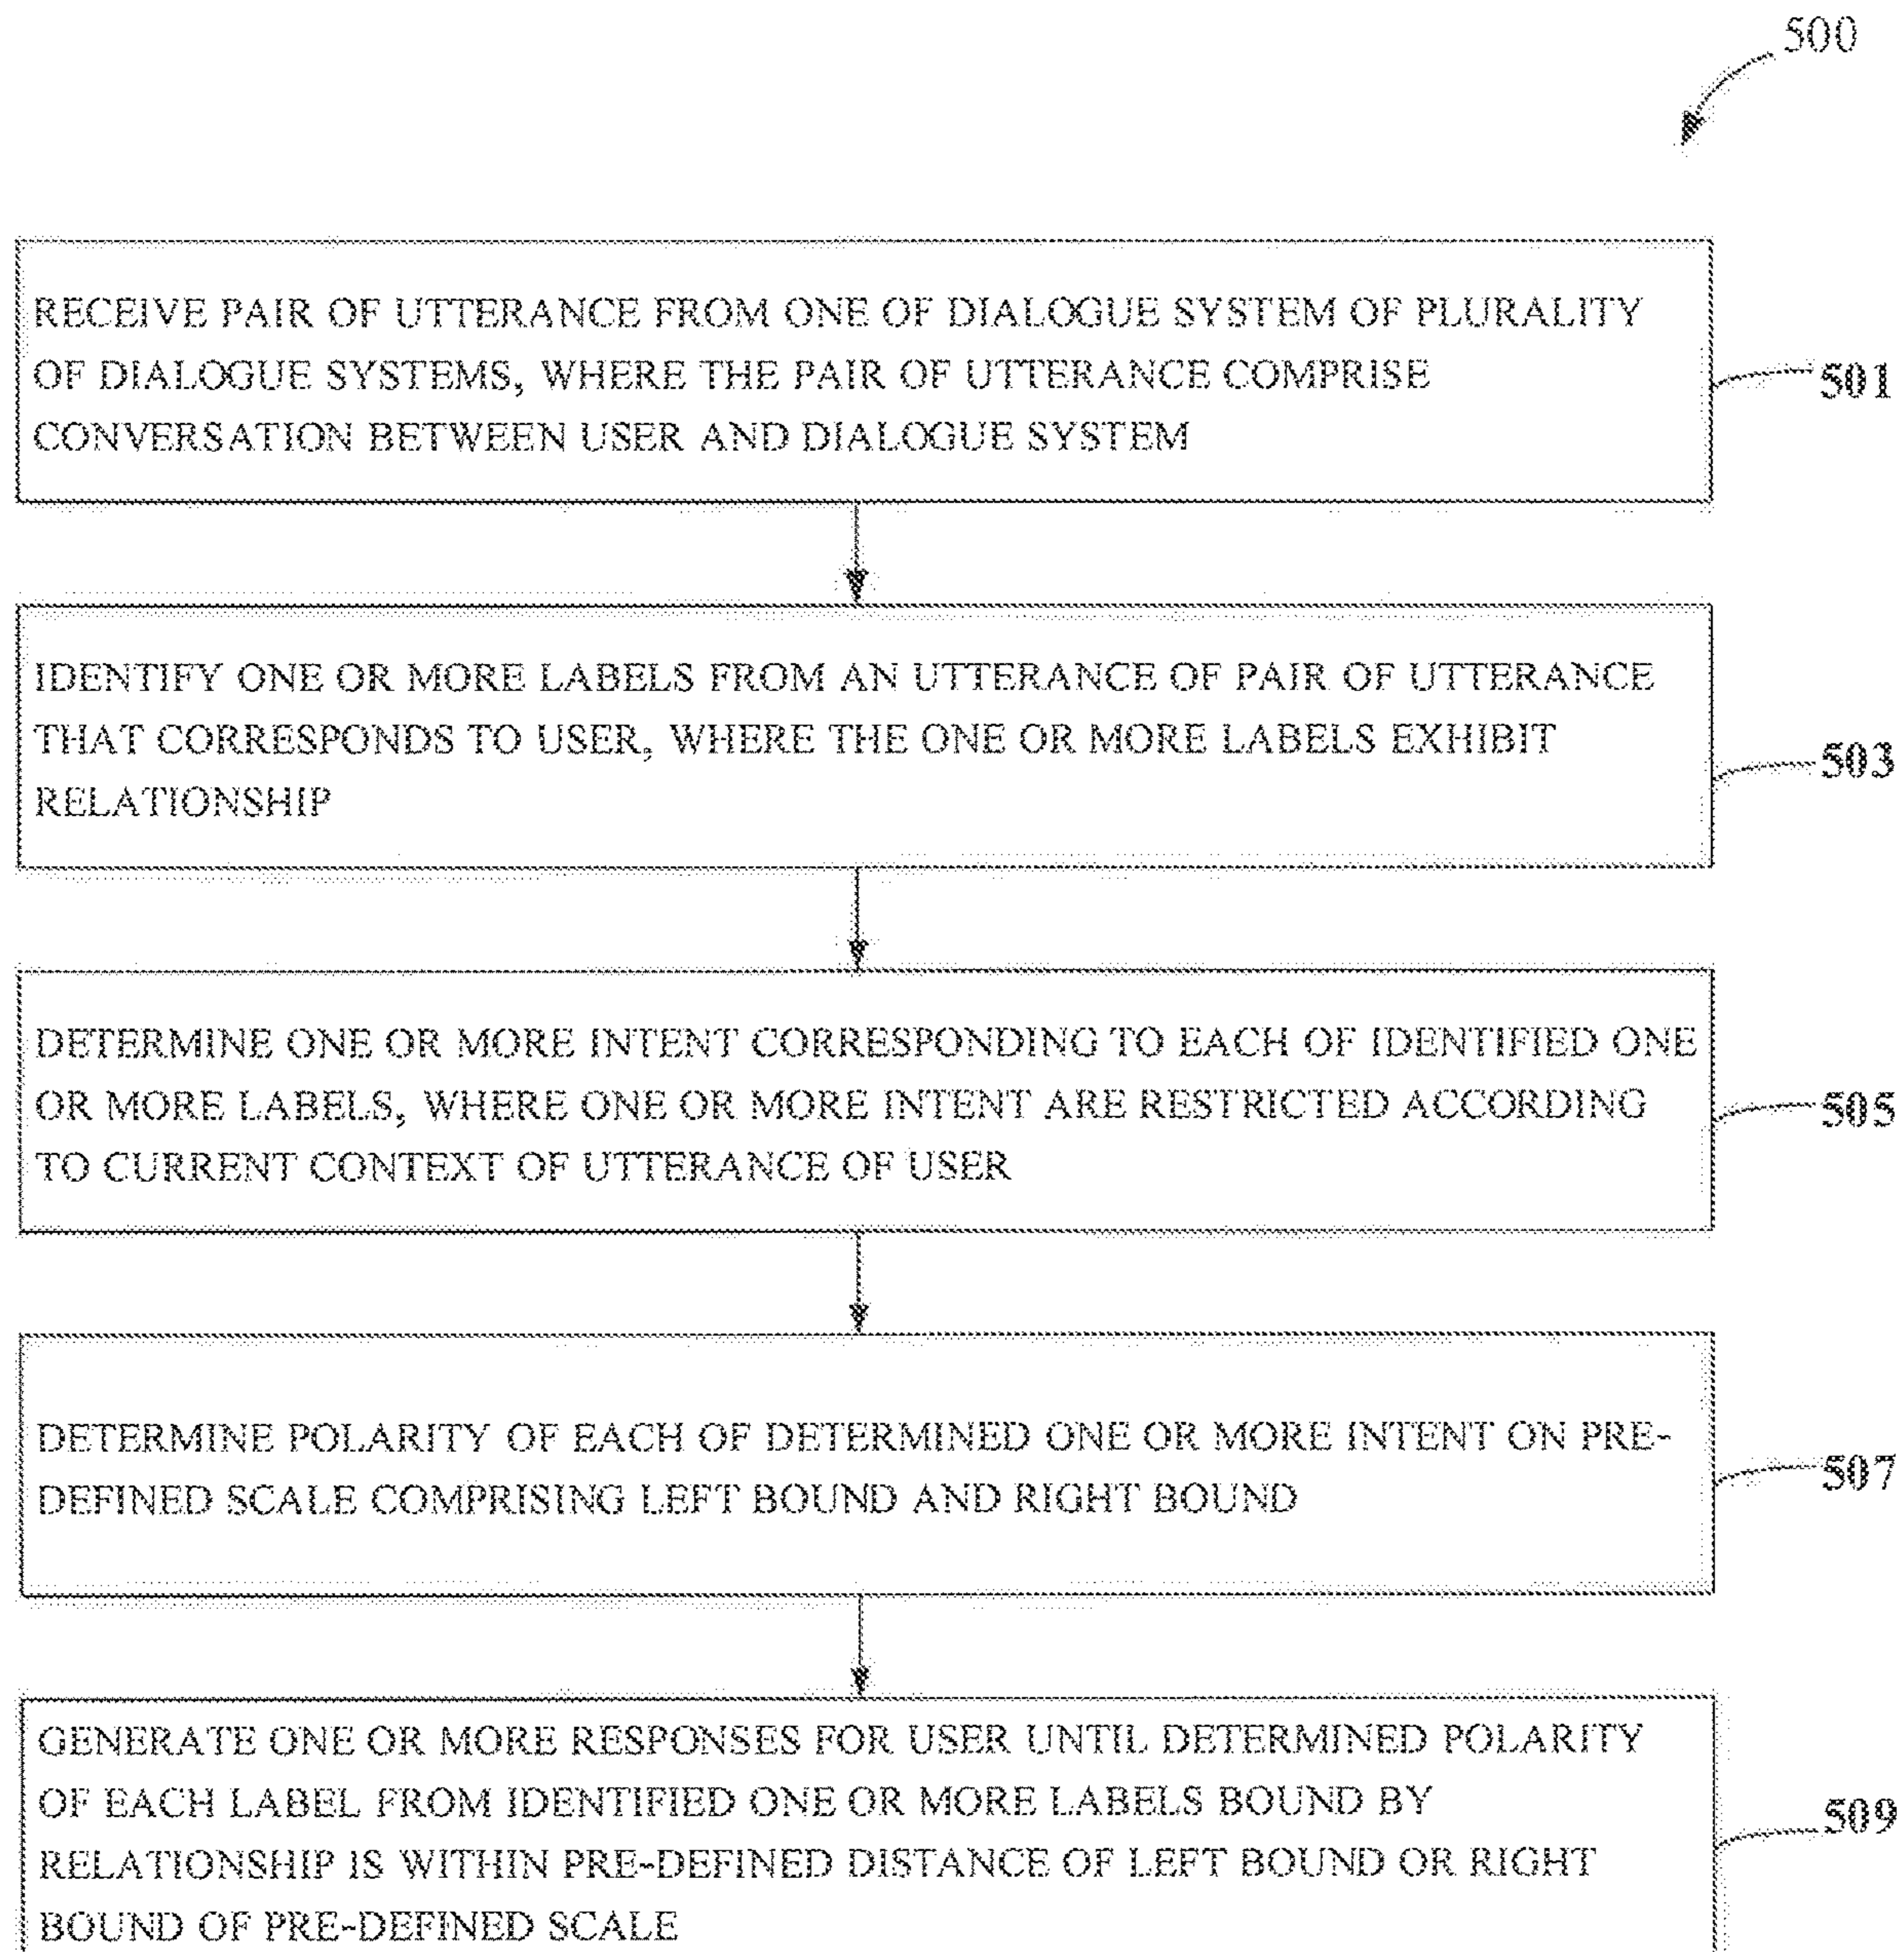 500
RECEIVE PAIR OF UTTERANCE FROM ONE OF DIALOGUE SYSTEM OF PLURALITY
OF DIALOGUE SYSTEMS, WHERE THE PAIR OF UTTERANCE COMPRISE
CONVERSATION BETWEEN USER AND DIALOGUE SYSTEM
501
IDENTIFY ONE OR MORE LABELS FROM AN UTTERANCE OF PAIR OF UTTERANCE
THAT CORRESPONDS TO USER, WHERE THE ONE OR MORE LABELS EXHIBIT
RELATIONSHIP
503
DETERMINE ONE OR MORE INTENT CORRESPONDING TO EACH OF IDENTIFIED ONE
OR MORE LABELS, WHERE ONE OR MORE INTENT ARE RESTRICTED ACCORDING
TO CURRENT CONTEXT OF UTTERANCE OF USER
505
DETERMINE POLARITY OF EACH OF DETERMINED ONE OR MORE INTENT ON PRE-
DEFINED SCALE COMPRISING LEFT BOUND AND RIGHT BOUND
507
GENERATE ONE OR MORE RESPONSES FOR USER UNTIL DETERMINED POLARITY
OF EACH LABEL FROM IDENTIFIED ONE OR MORE LABELS BOUND BY
RELATIONSHIP IS WITHIN PRE-DEFINED DISTANCE OF LEFT BOUND OR RIGHT
BOUND OF PRE-DEFINED SCALE
509